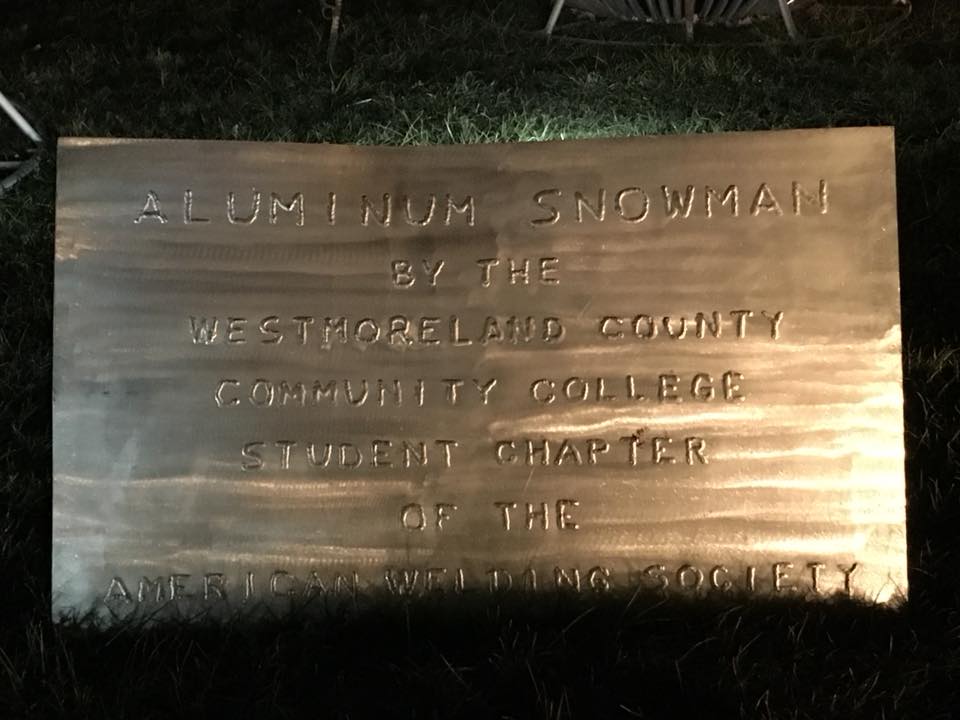 ALUMINUM SNOWMAN
BY THE
WESTMORELAND COUNTY
COMMUNITY COLLEGE
STUDENT CHAPTER
OF THE
AMERICAN WELDING SOCIETY